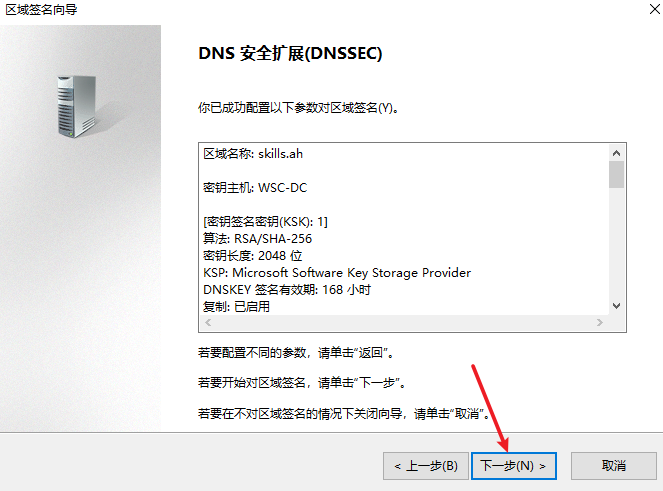 区域签名向导
DNS 安全扩展(DNSSEC)
你已成功配置以下参数对区域签名(Y)。
区域名称: skills.ah
密钥主机: WSC-DC
[密钥签名密钥(KSK): 1]
算法: RSA/SHA-256
密钥长度: 2048 位
KSP: Microsoft Software Key Storage Provider
DNSKEY 签名有效期: 168 小时
复制: 已启用
若要配置不同的参数，请单击“返回”。
若要开始对区域签名，请单击“下一步”。
若要在不对区域签名的情况下关闭向导，请单击“取消”。
< 上一步(B) 下一步(N) > 取消